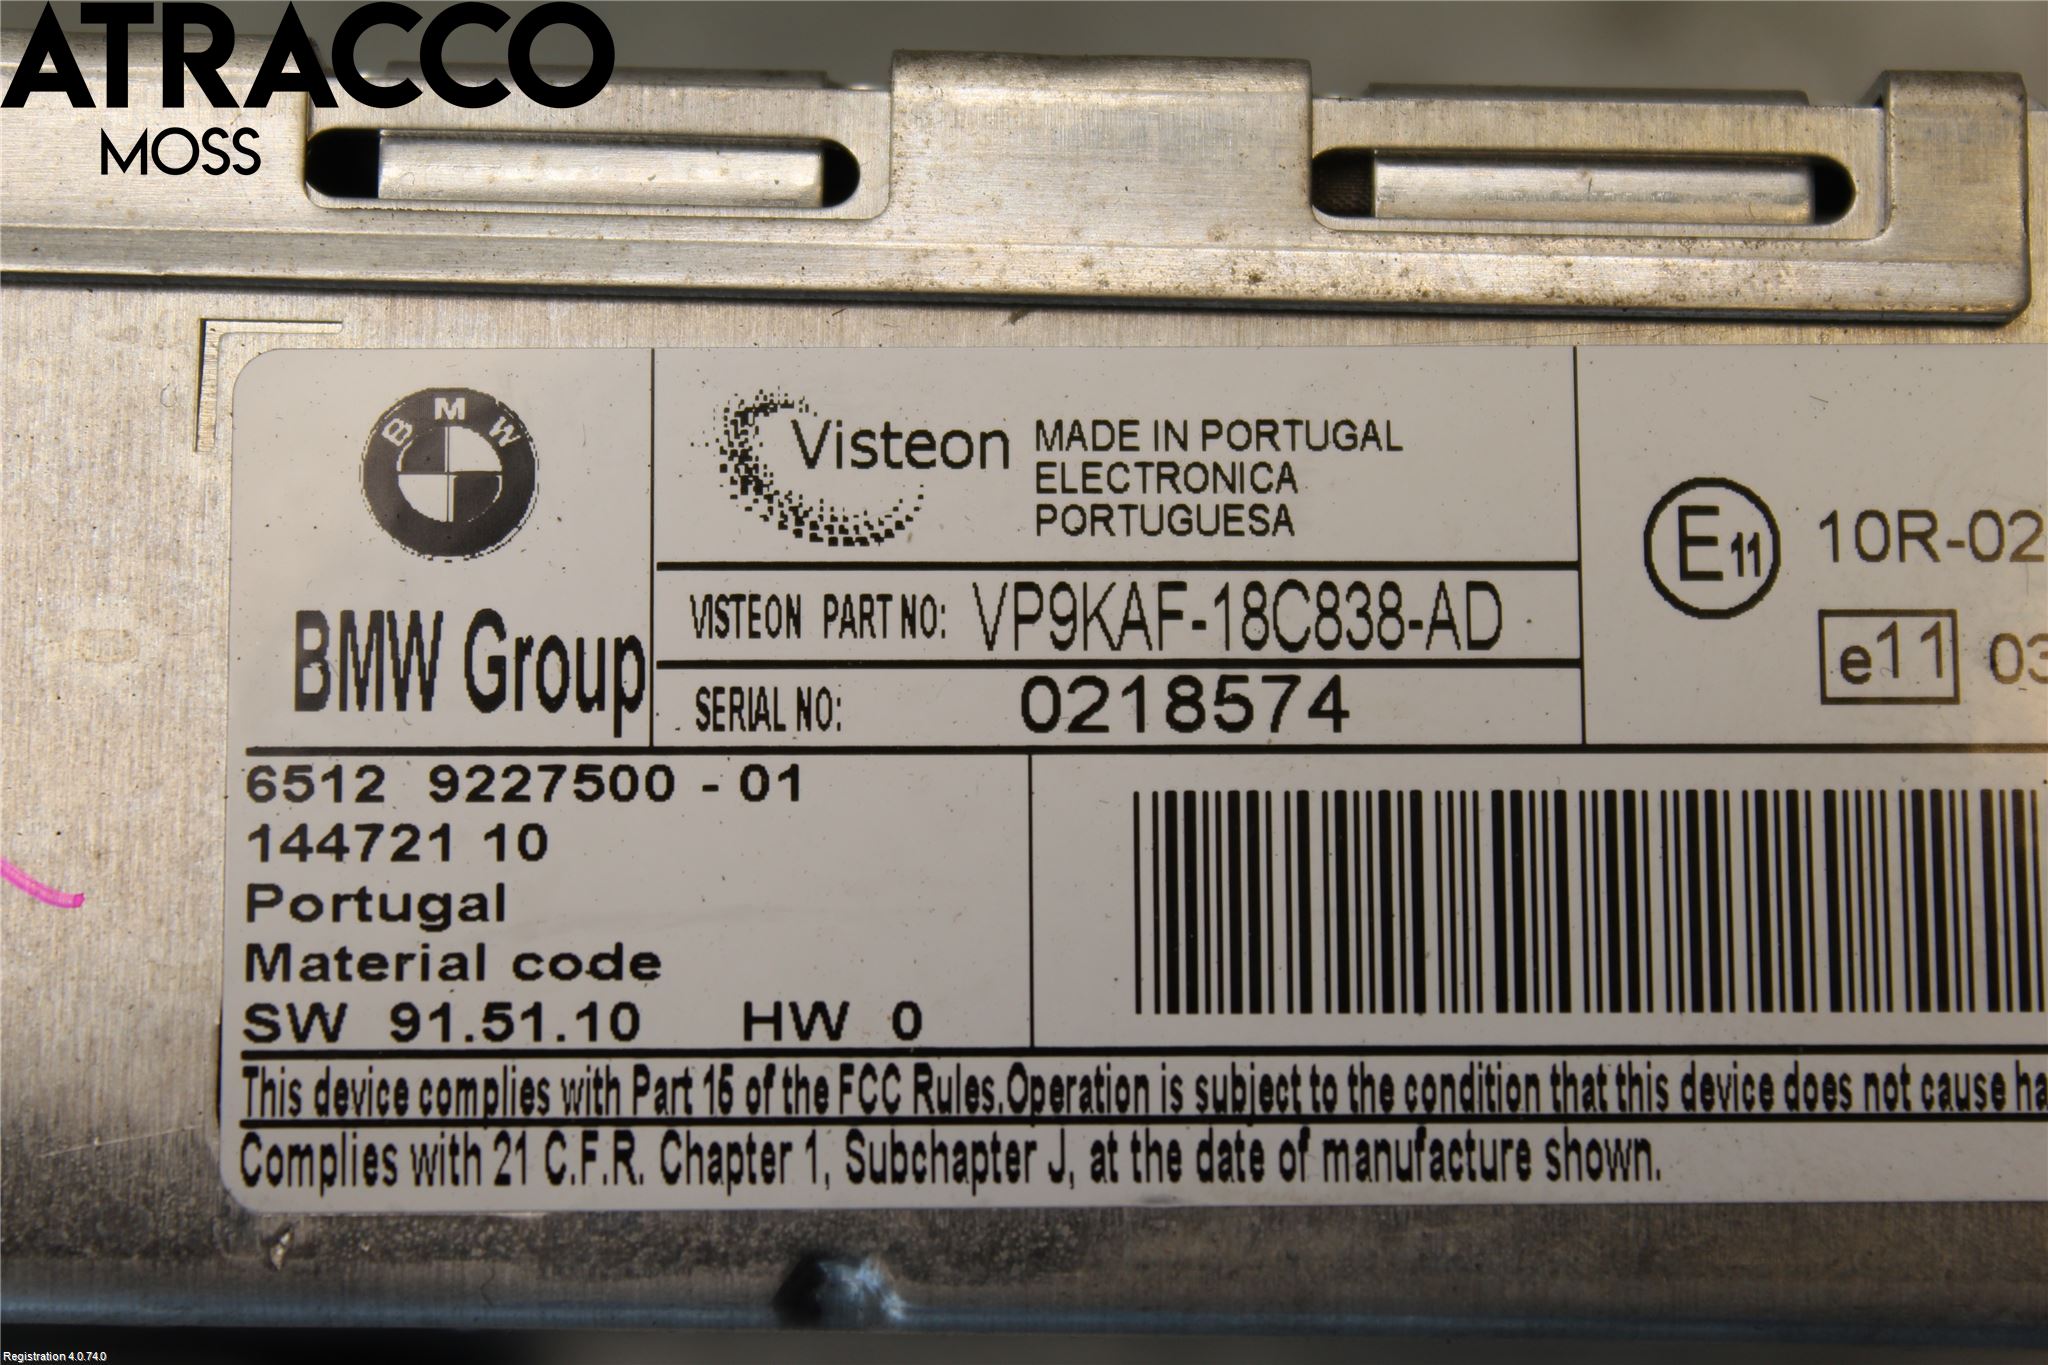 ATRACCO
MOSS
BMW
BMW Group
Visteon
MADE IN PORTUGAL
ELECTRONICA
PORTUGUESA
VISTEON PART NO: VP9KAF-18C838-AD
SERIAL NO: 0218574
E11 10R-02
e11 03
6512 9227500 - 01
144721 10
Portugal
Material code
SW 91.51.10 HW 0
This device complies with Part 15 of the FCC Rules.Operation is subject to the condition that this device does not cause ha
Complies with 21 C.F.R. Chapter 1, Subchapter J, at the date of manufacture shown.
Registration 4.0.74.0